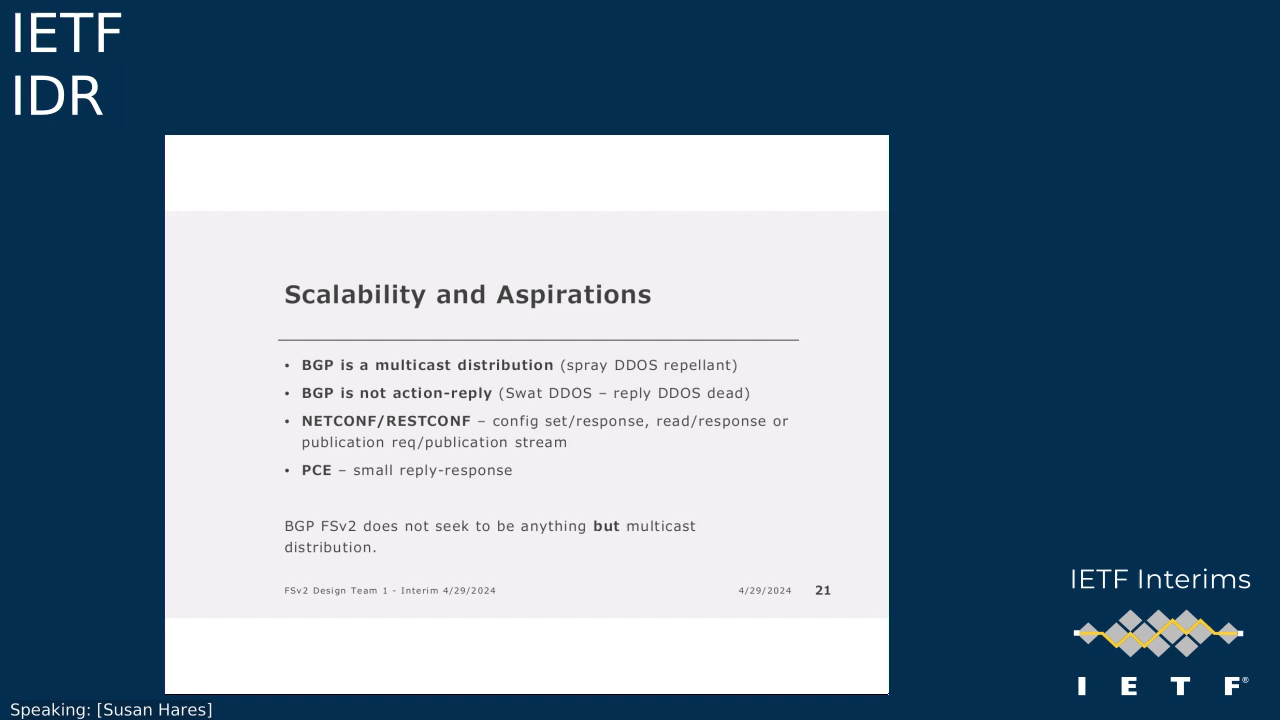 IETF
IDR
Scalability and Aspirations
• BGP is a multicast distribution (spray DDOS repellant)
• BGP is not action-reply (Swat DDOS – reply DDOS dead)
• NETCONF/RESTCONF – config set/response, read/response or
publication req/publication stream
• PCE – small reply-response
BGP FSv2 does not seek to be anything but multicast
distribution.
FSv2 Design Team 1 - Interim 4/29/2024
4/29/2024
21
IETF Interims
I E T F®
Speaking: [Susan Hares]